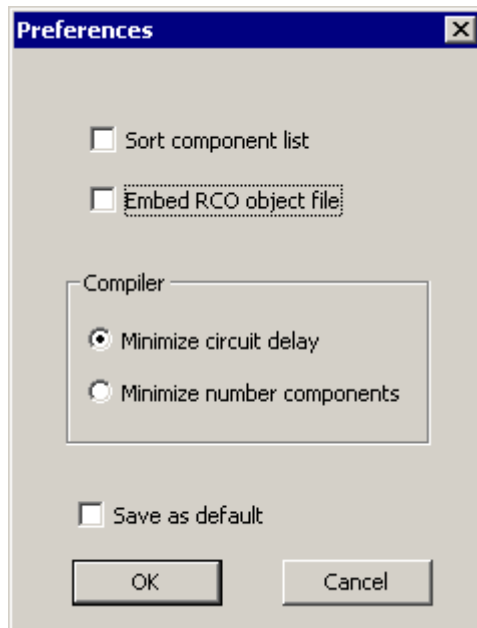 Preferences
Sort component list
Embed RCO object file
Compiler
Minimize circuit delay
Minimize number components
Save as default
OK
Cancel